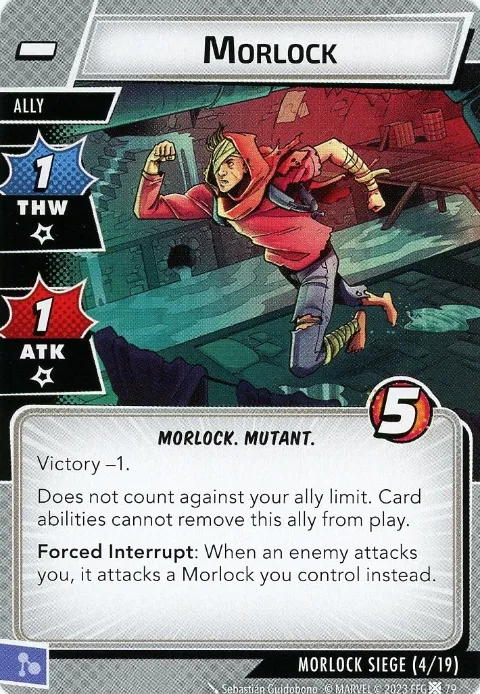 MORLOCK
ALLY
1
THW
1
ATK
5
MORLOCK. MUTANT.
Victory –1.
Does not count against your ally limit. Card
abilities cannot remove this ally from play.
Forced Interrupt: When an enemy attacks
you, it attacks a Morlock you control instead.
MORLOCK SIEGE (4/19)
Sebastian Guidobono © MARVEL © 2023 FFG 79